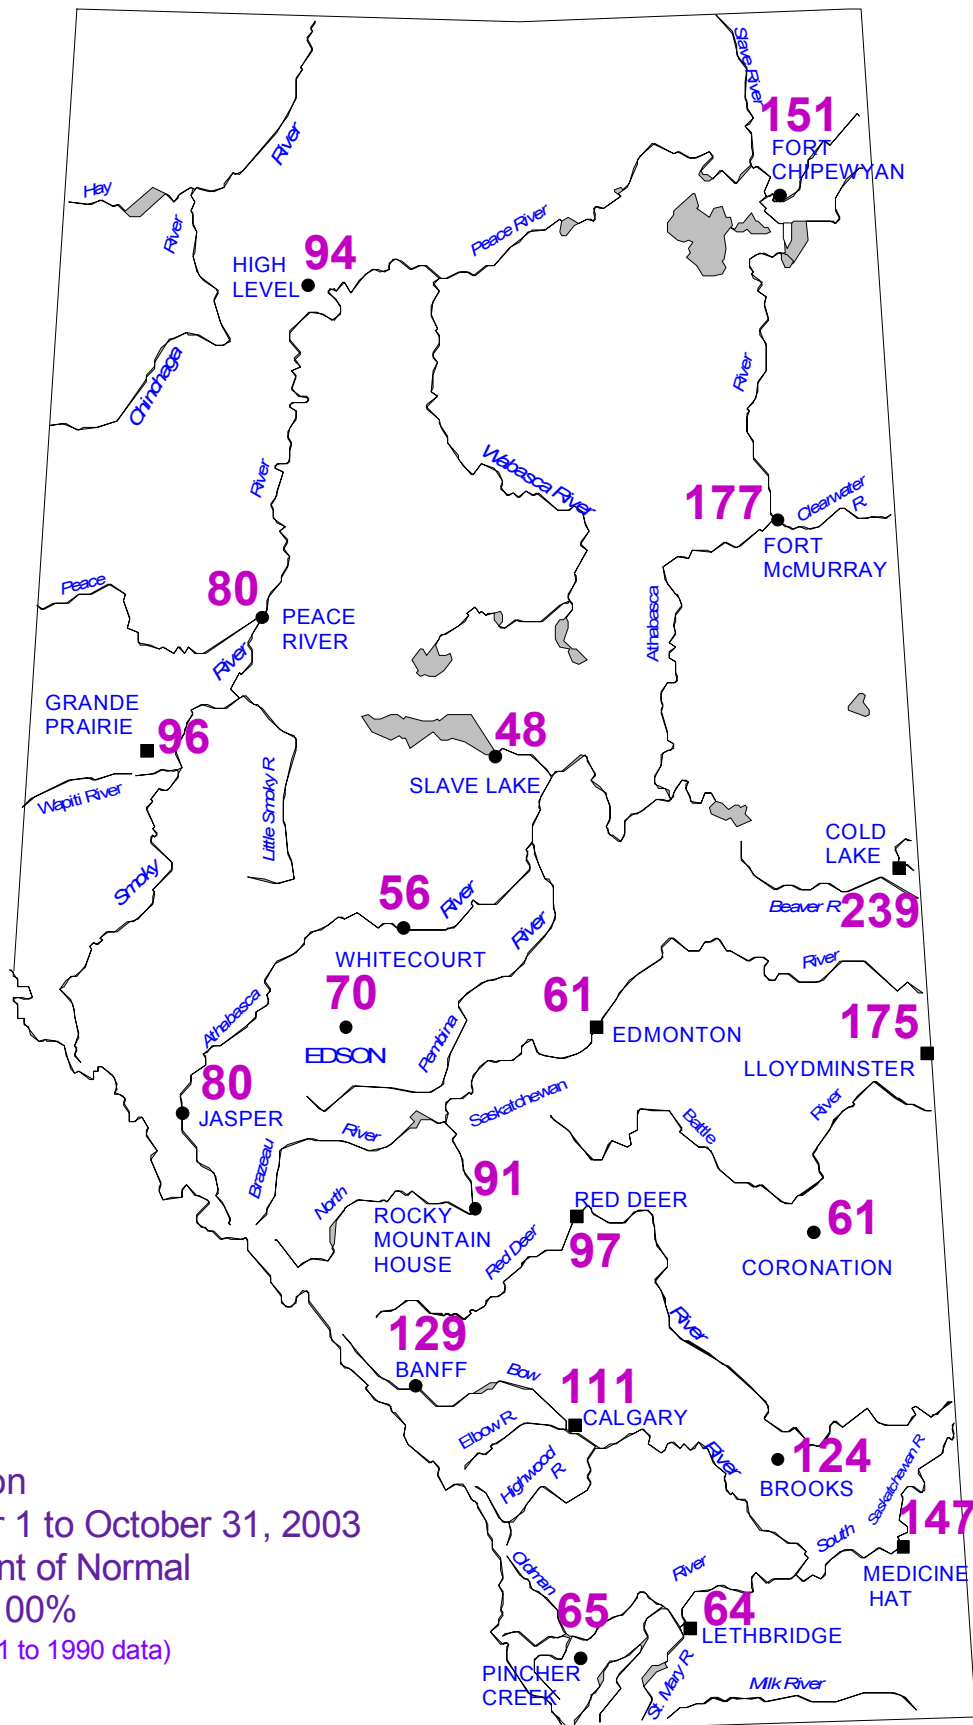 Slave River
151
FORT
CHIPEWYAN
River
Hay
River
Peace River
94
HIGH
LEVEL
River
Chinchaga
Wabasca River
River
177
Clearwater
R.
FORT
McMURRAY
Peace
80
PEACE
RIVER
River
Athabasca
GRANDE
PRAIRIE
96
48
SLAVE LAKE
Wapiti River
Little Smoky R
COLD
LAKE
Smoky
56
River
Beaver R
239
WHITECOURT
River
River
70
EDSON
61
EDMONTON
175
LLOYDMINSTER
Athabasca
Pembina
80
JASPER
Saskatchewan
River
Battle
River
Brazeau
North
91
ROCKY
MOUNTAIN
HOUSE
RED DEER
97
Red Deer
61
CORONATION
River
129
BANFF
Bow
111
CALGARY
Elbow R.
Highwood
R
River
124
BROOKS
Saskatchewan R
South
147
MEDICINE
HAT
on
r 1 to October 31, 2003
nt of Normal
00%
1 to 1990 data)
Oldman
River
65
PINCHER
CREEK
64
LETHBRIDGE
St. Mary R
Milk River